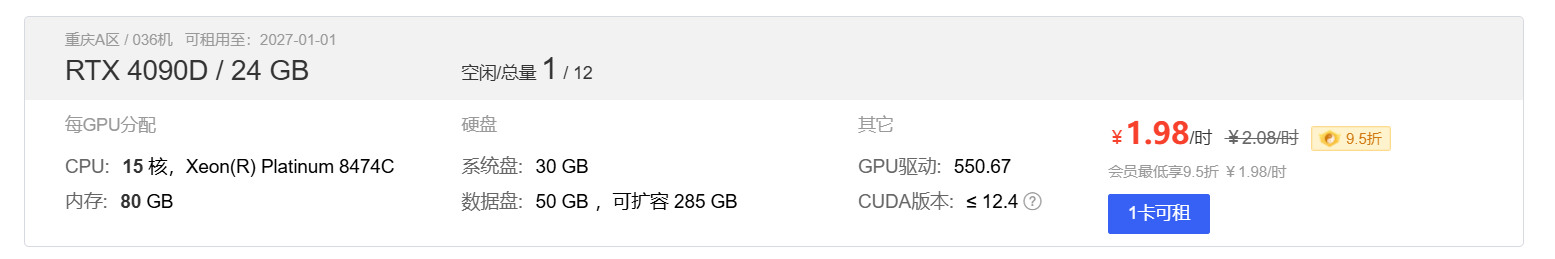 重庆A区 / 036机 可租用至：2027-01-01
RTX 4090D / 24 GB
空闲/总量 1 / 12
每GPU分配
CPU: 15 核，Xeon(R) Platinum 8474C
内存: 80 GB
硬盘
系统盘: 30 GB
数据盘: 50 GB ，可扩容 285 GB
其它
GPU驱动: 550.67
CUDA版本: ≤ 12.4 ?
￥1.98/时 ￥2.08/时 9.5折
会员最低享9.5折 ￥1.98/时
1卡可租